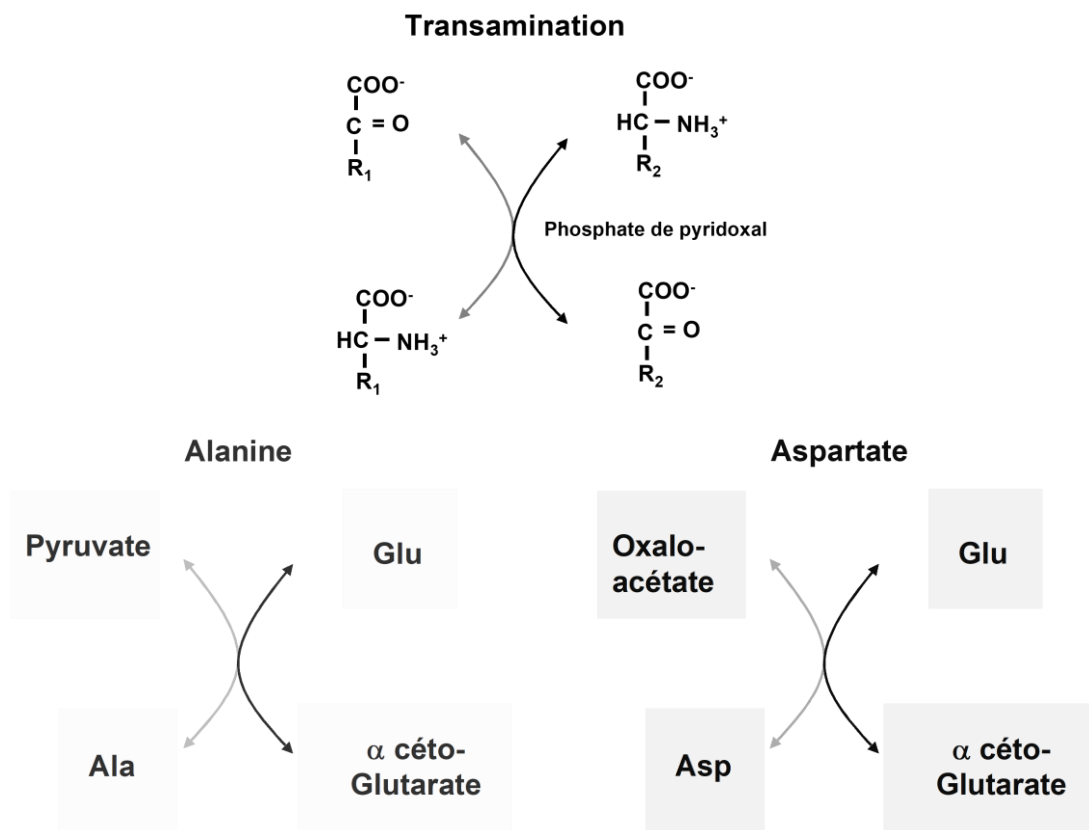 Transamination
COO-
C = O
R1
COO-
HC – NH3+
R2
Phosphate de pyridoxal
COO-
HC – NH3+
R1
COO-
C = O
R2
Alanine
Pyruvate
Glu
Ala
α céto-
Glutarate
Aspartate
Oxalo-
acétate
Glu
Asp
α céto-
Glutarate